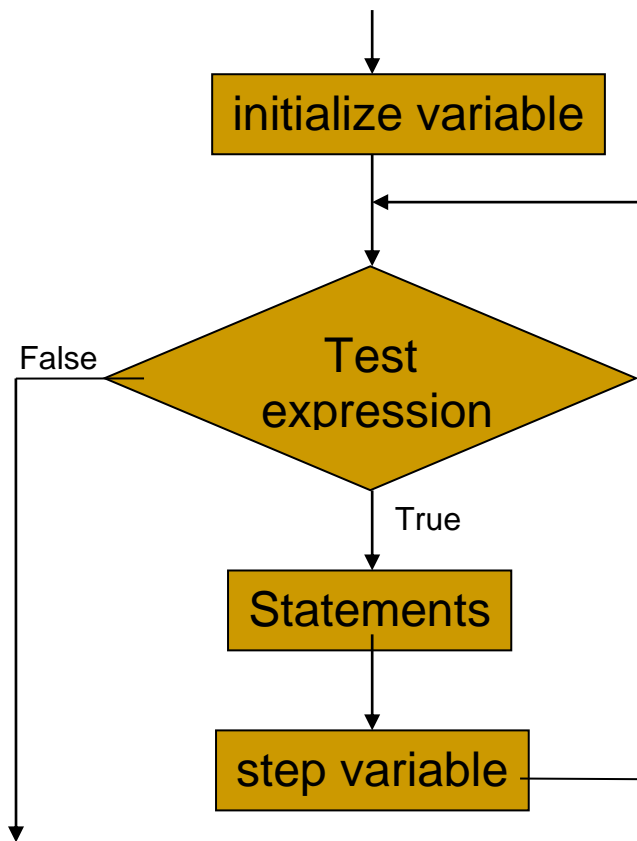 initialize variable
False
Test
expression
True
Statements
step variable